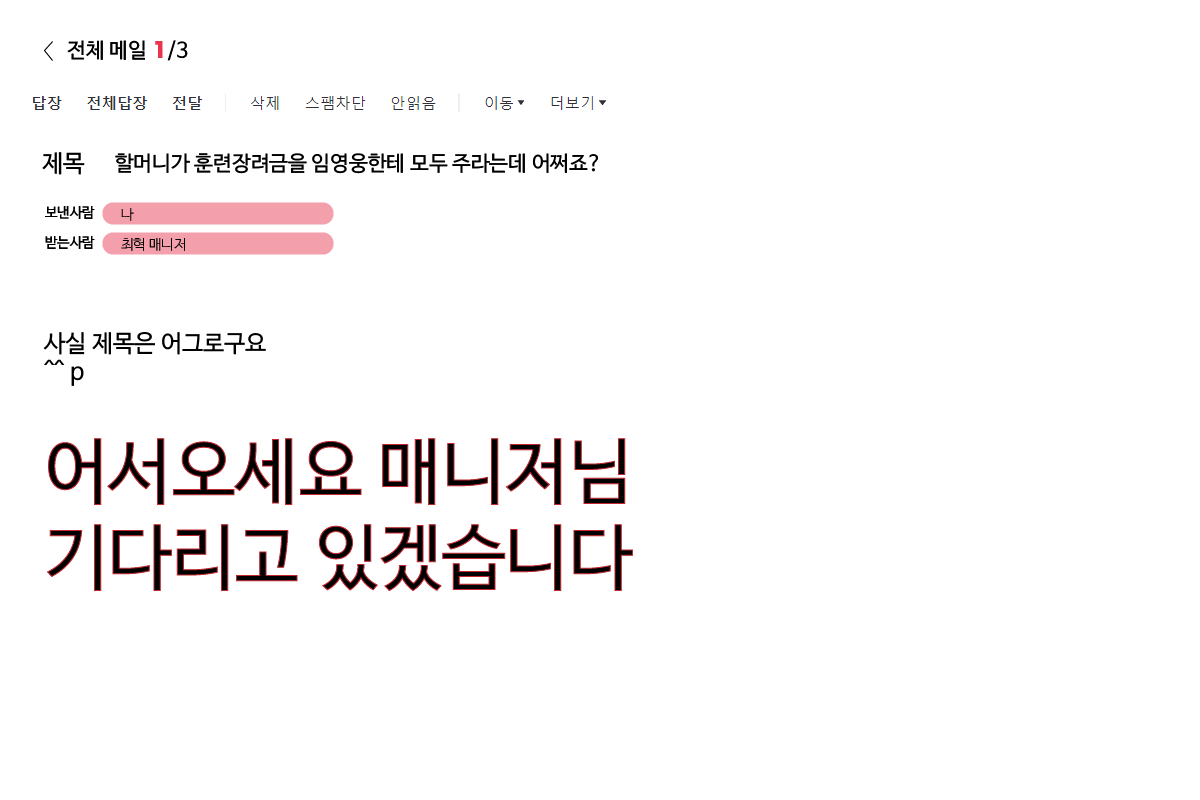 전체 메일 1/3
답장 전체답장 전달 삭제 스팸차단 안읽음 이동 더보기
제목 할머니가 훈련장려금을 임영웅한테 모두 주라는데 어쩌죠?
보낸사람 나
받는사람 최혁 매니저
사실 제목은 어그로구요
^^ p
어서오세요 매니저님
기다리고 있겠습니다